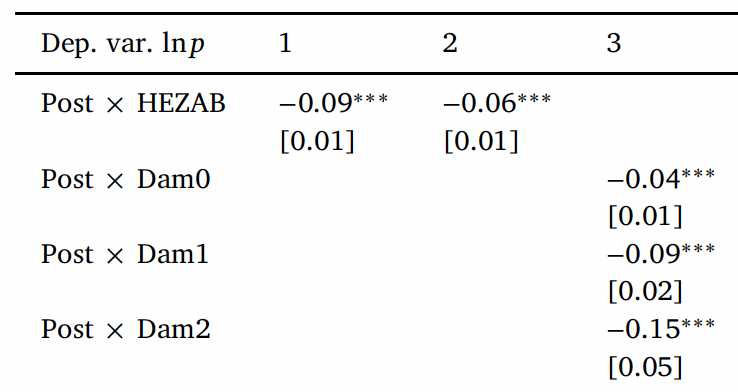 Dep. var. ln p 1 2 3
Post × HEZAB −0.09*** −0.06***
[0.01] [0.01]
Post × Dam0 −0.04***
[0.01]
Post × Dam1 −0.09***
[0.02]
Post × Dam2 −0.15***
[0.05]